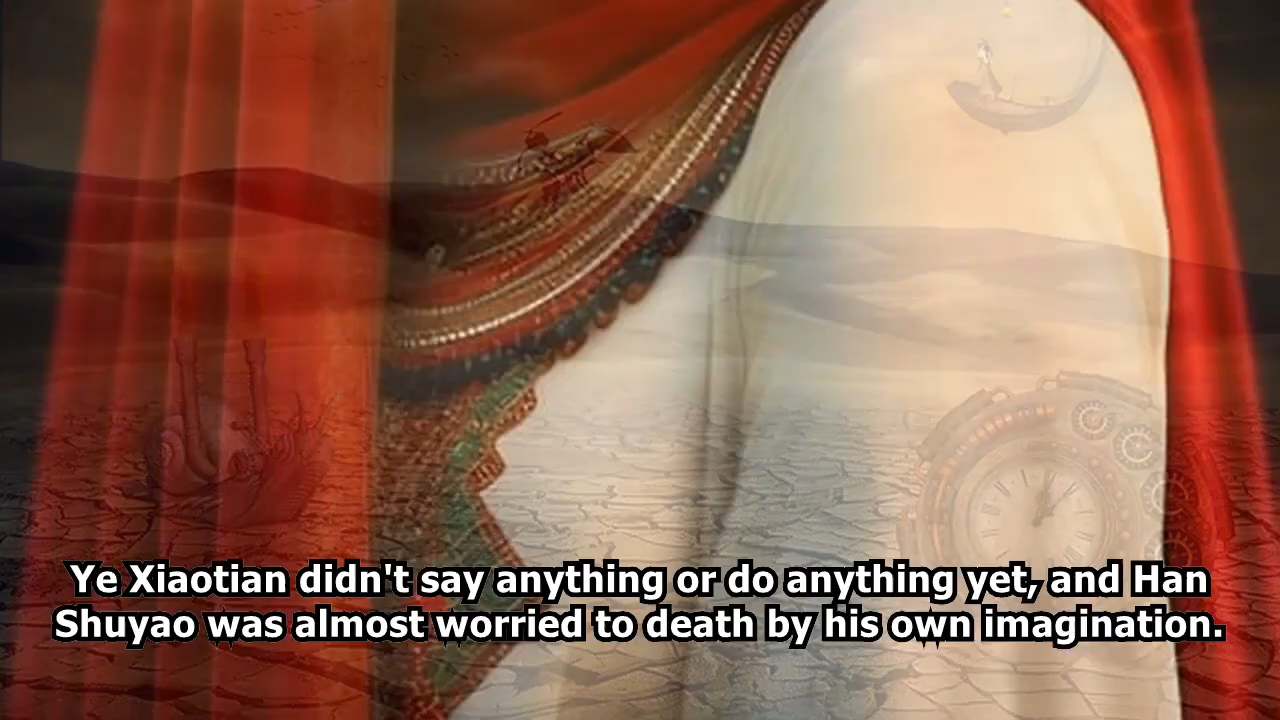 Ye Xiaotian didn't say anything or do anything yet, and Han
Shuyao was almost worried to death by his own imagination.